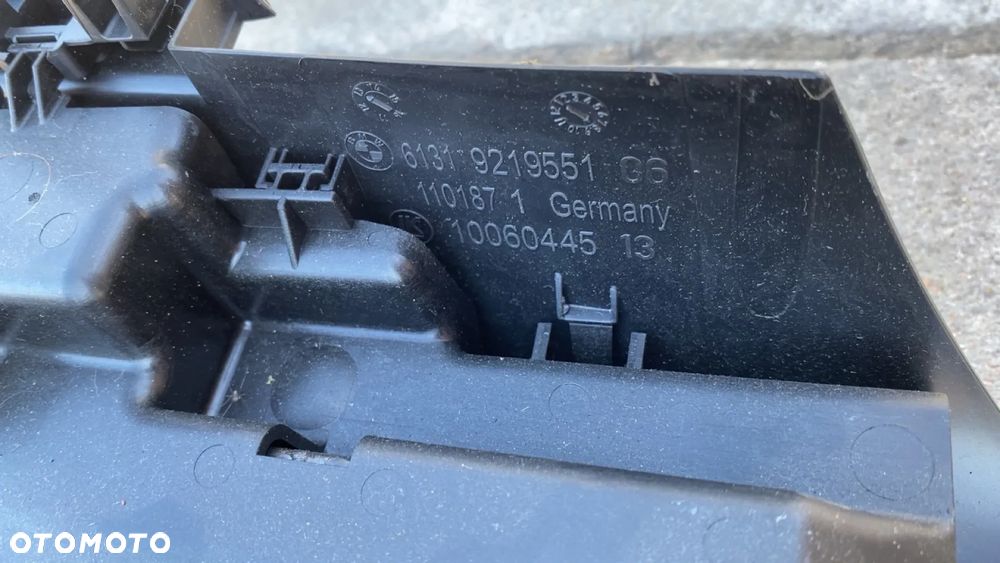 6131 9219551 06
110187 1 Germany
10060445 13
OTOMOTO